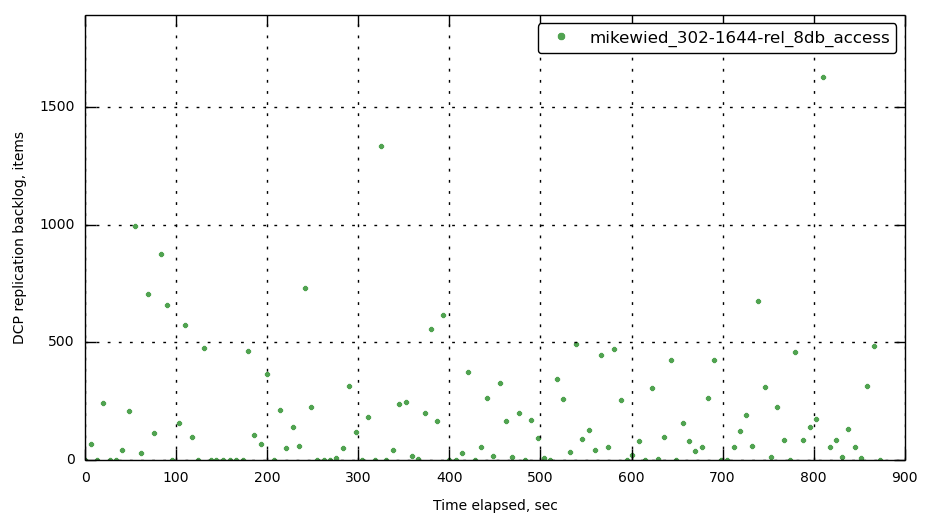 mikewied_302-1644-rel_8db_access
DCP replication backlog, items
1500
1000
500
0
0 100 200 300 400 500 600 700 800 900
Time elapsed, sec